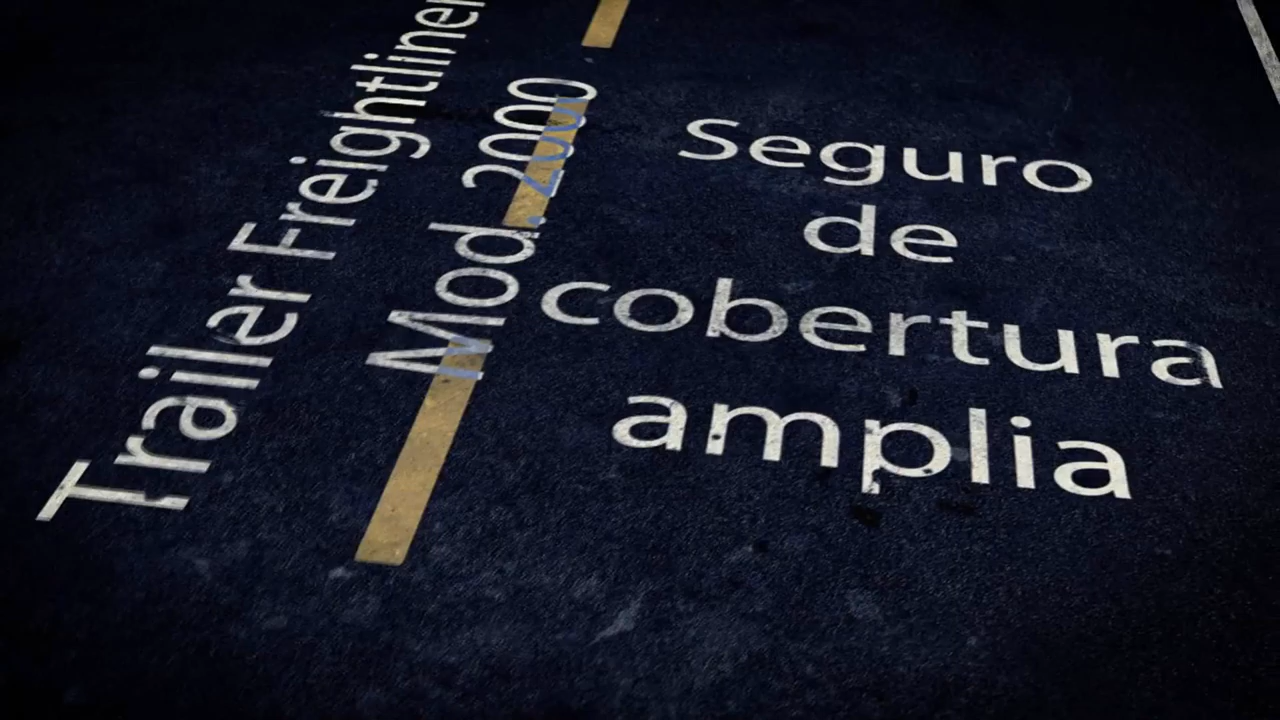 Trailer Freightliner
Mod. 2000
Seguro
de
cobertura
amplia